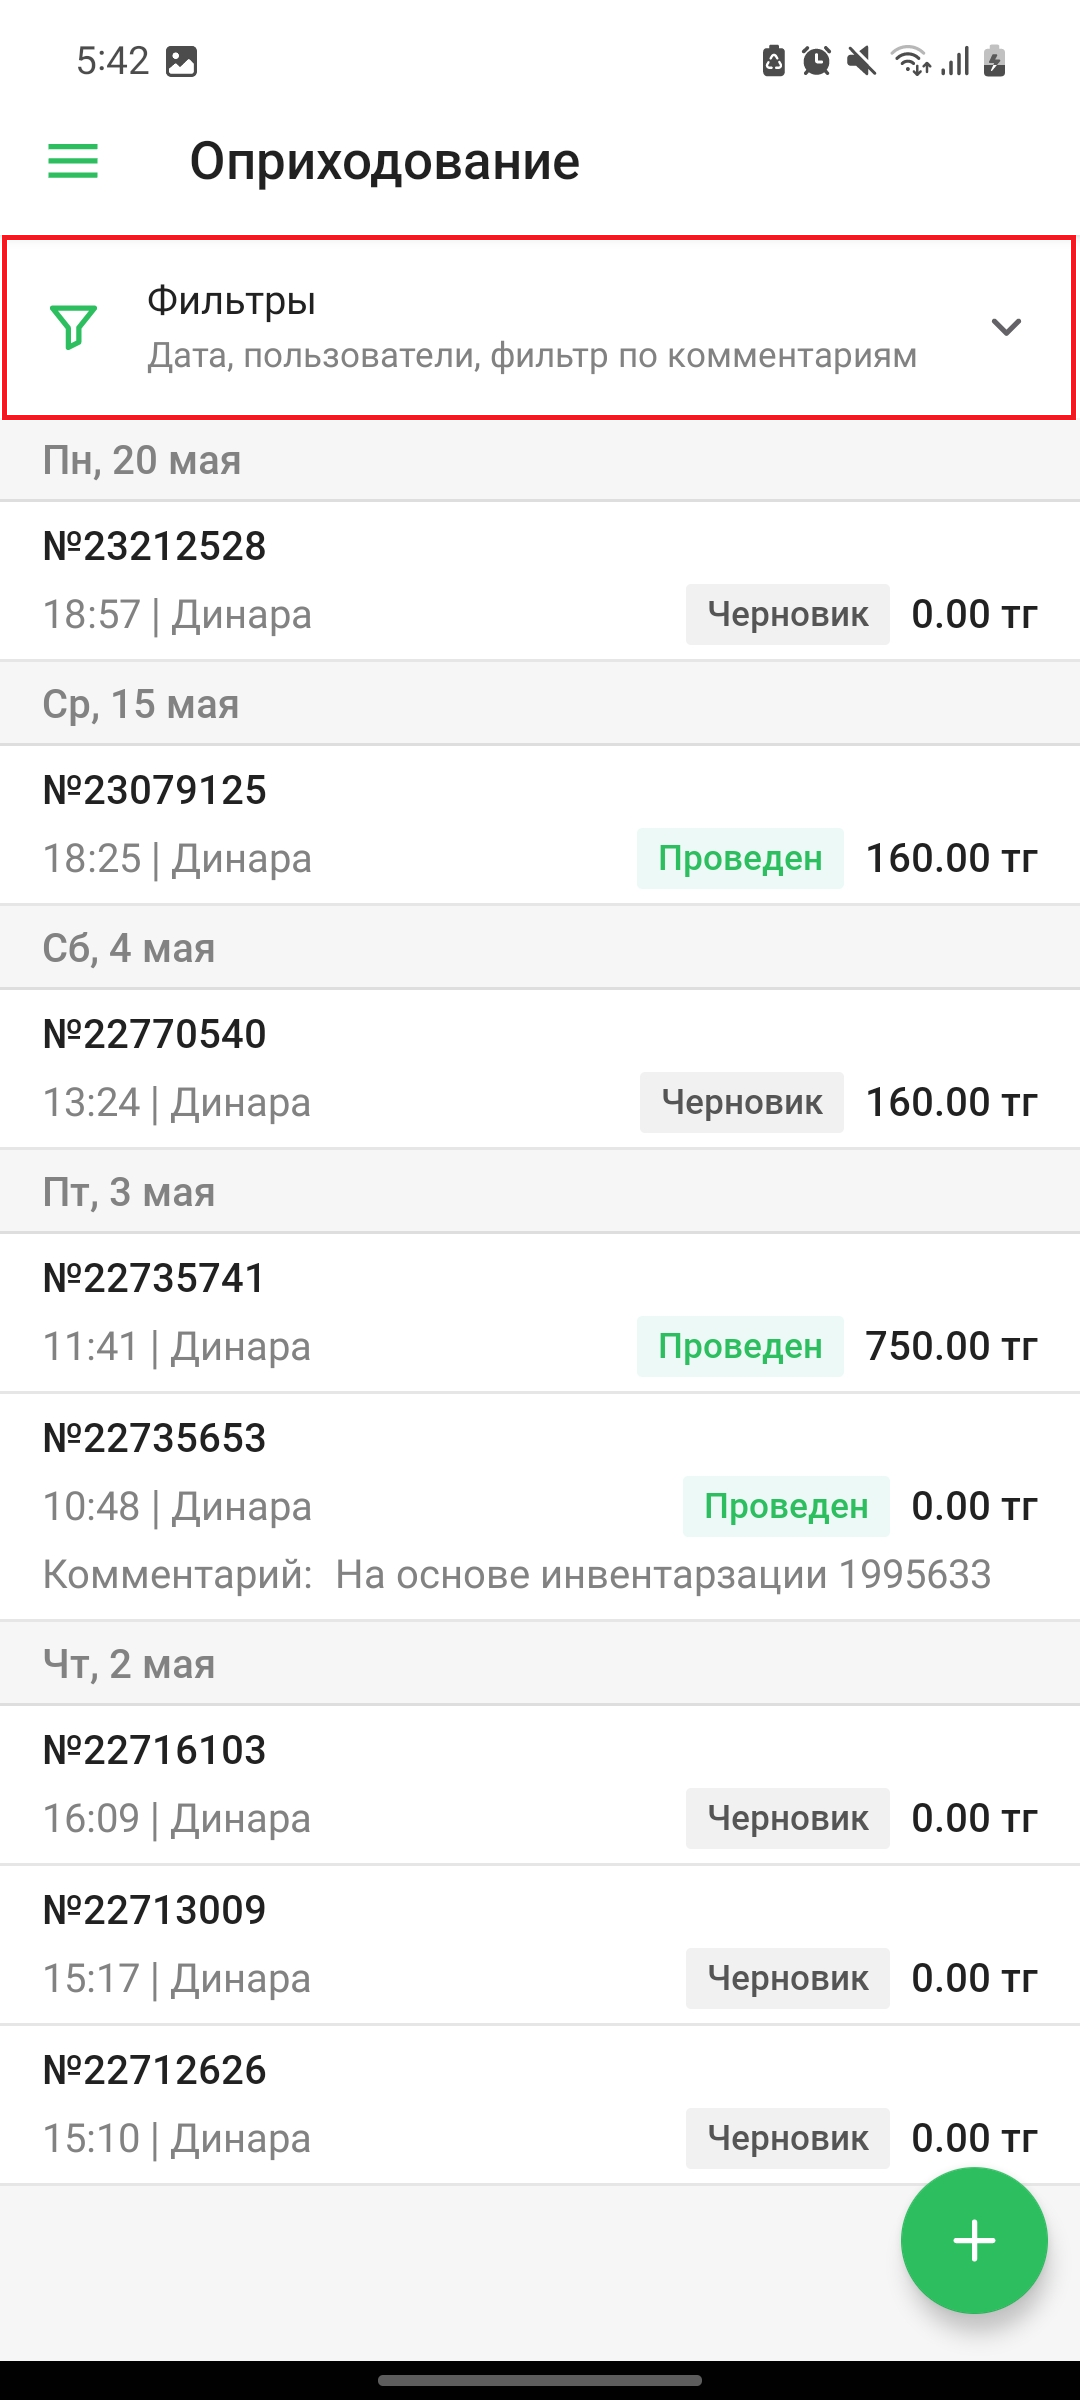 5:42
Оприходование
Фильтры
Дата, пользователи, фильтр по комментариям
Пн, 20 мая
№23212528
18:57 | Динара Черновик 0.00 тг
Ср, 15 мая
№23079125
18:25 | Динара Проведен 160.00 тг
Сб, 4 мая
№22770540
13:24 | Динара Черновик 160.00 тг
Пт, 3 мая
№22735741
11:41 | Динара Проведен 750.00 тг
№22735653
10:48 | Динара Проведен 0.00 тг
Комментарий: На основе инвентарзации 1995633
Чт, 2 мая
№22716103
16:09 | Динара Черновик 0.00 тг
№22713009
15:17 | Динара Черновик 0.00 тг
№22712626
15:10 | Динара Черновик 0.00 тг